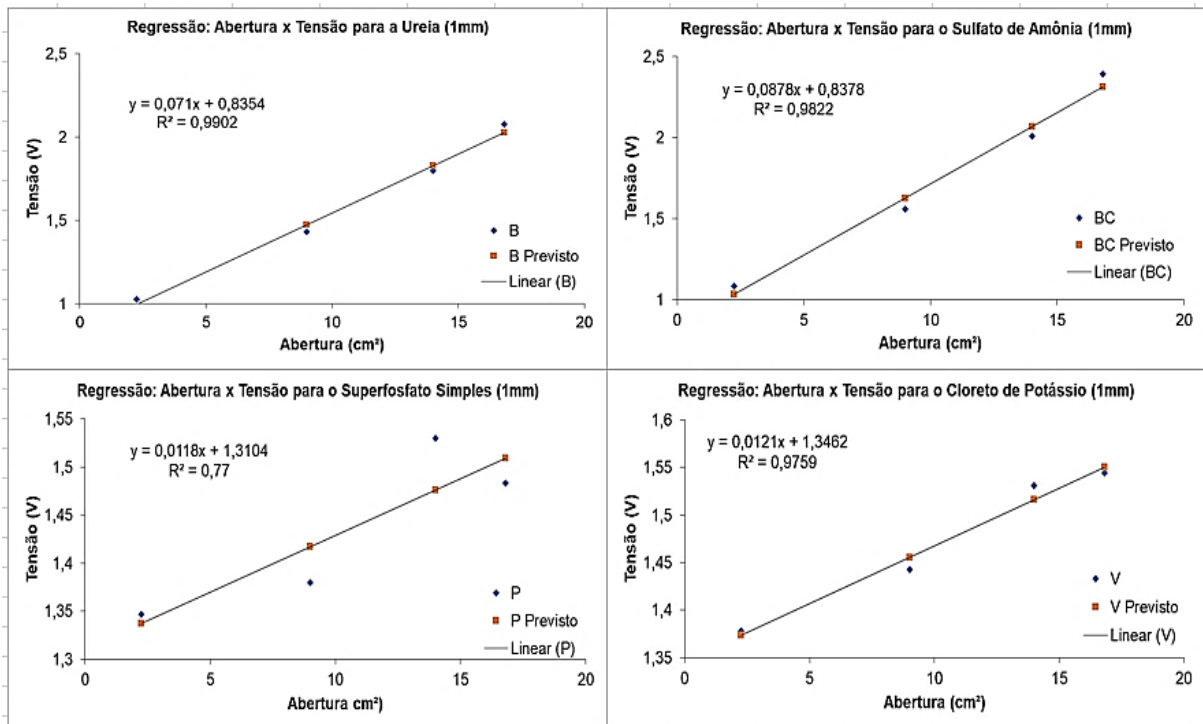 Regressão: Abertura x Tensão para a Ureia (1mm)
2,5
2
1,5
1
Tensão (V)
y = 0,071x + 0,8354
R² = 0,9902
B
B Previsto
Linear (B)
0
5
10
15
20
Abertura (cm²)
Regressão: Abertura x Tensão para o Sulfato de Amônia (1mm)
2,5
2
1,5
1
Tensão (V)
y = 0,0878x + 0,8378
R² = 0,9822
BC
BC Previsto
Linear (BC)
0
5
10
15
20
Abertura (cm²)
Regressão: Abertura x Tensão para o Superfosfato Simples (1mm)
1,55
1,5
1,45
1,4
1,35
1,3
Tensão (V)
y = 0,0118x + 1,3104
R² = 0,77
P
P Previsto
Linear (P)
0
5
10
15
20
Abertura cm²)
Regressão: Abertura x Tensão para o Cloreto de Potássio (1mm)
1,6
1,55
1,5
1,45
1,4
1,35
Tensão (V)
y = 0,0121x + 1,3462
R² = 0,9759
V
V Previsto
Linear (V)
0
5
10
15
20
Abertura (cm²)